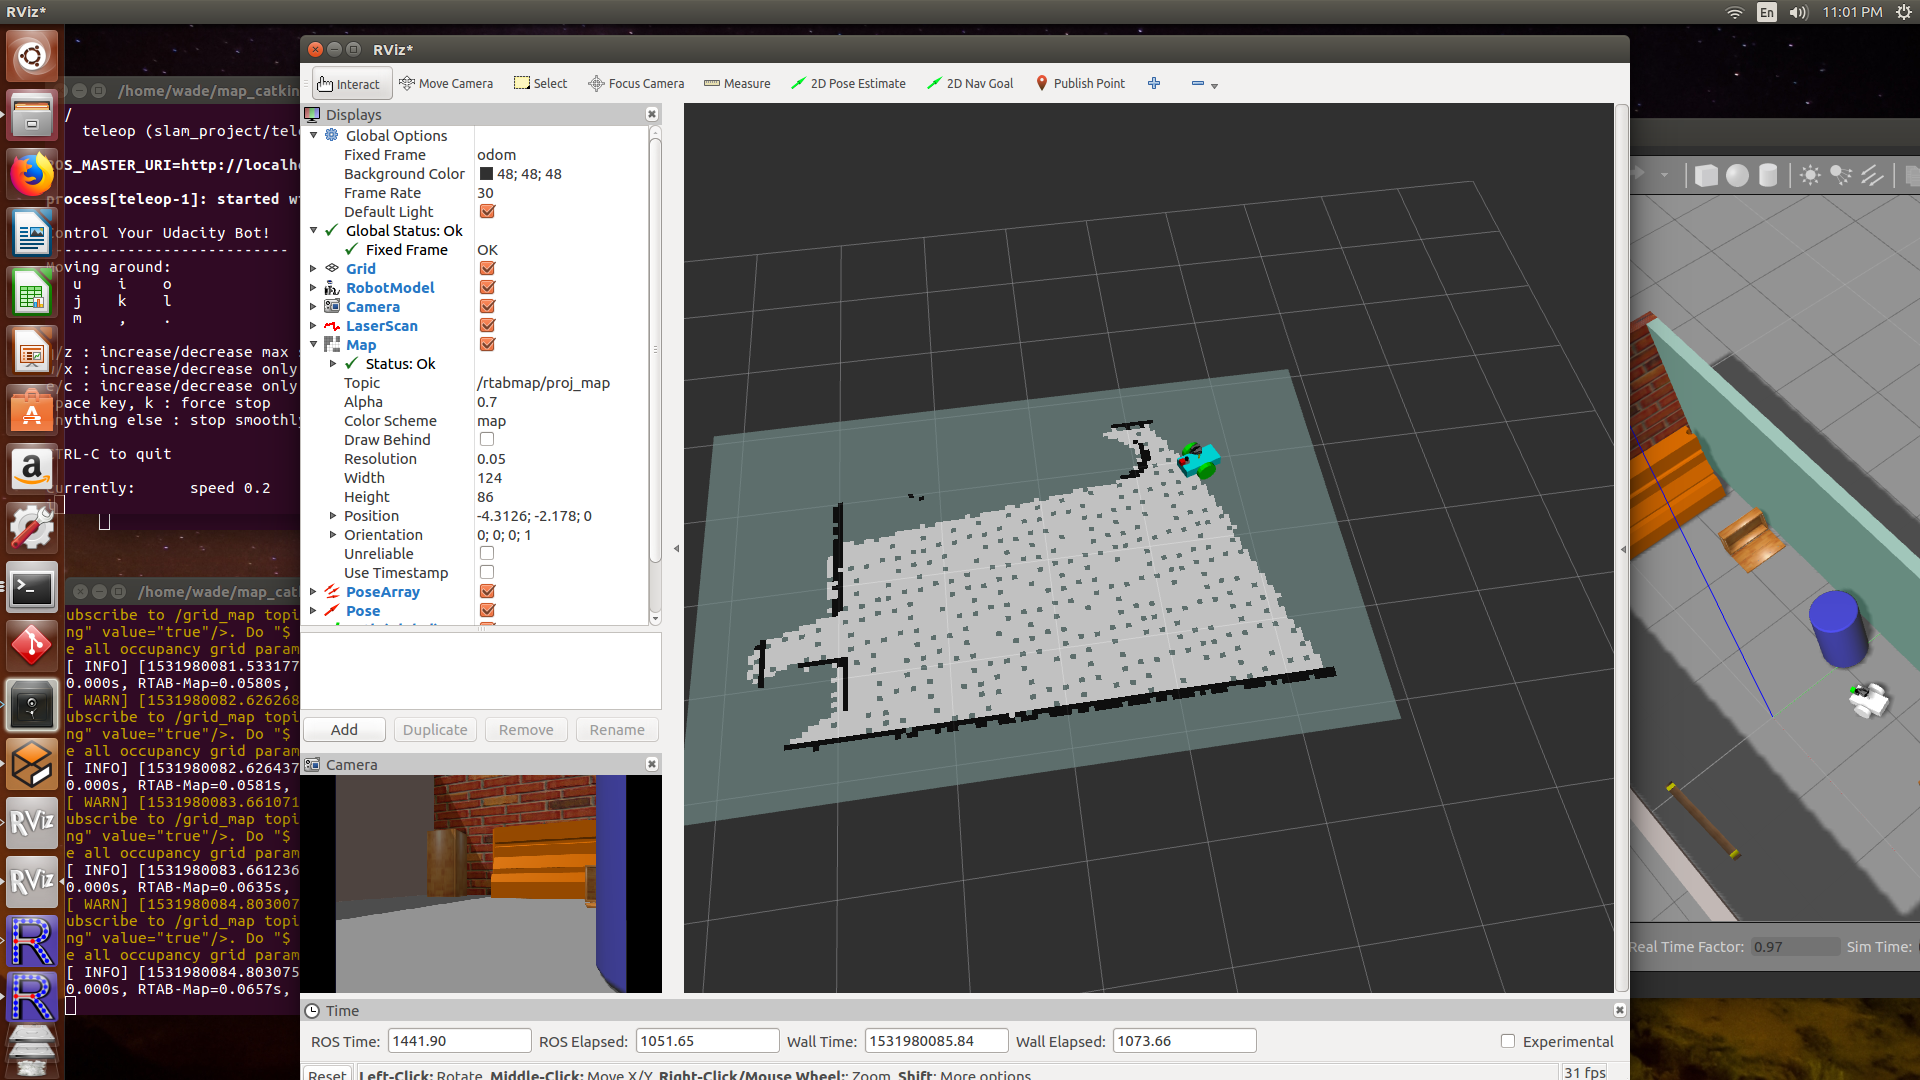 RViz*
En
11:01 PM
/home/wade/map_catkin
/
teleop (slam_project/tele
OS_MASTER_URI=http://localho
process[teleop-1]: started w
ontrol Your Udacity Bot!
---------------------------
Moving around:
u i o
j k l
m , .
/z : increase/decrease max s
/x : increase/decrease only
e/c : increase/decrease only
pace key, k : force stop
nything else : stop smoothly
TRL-C to quit
urrently: speed 0.2
/home/wade/map_cat
ubscribe to /grid_map topi
ng" value="true"/>. Do "$
e all occupancy grid param
[ INFO] [1531980081.533177
0.000s, RTAB-Map=0.0580s,
[ WARN] [1531980082.626268
ubscribe to /grid_map topi
ng" value="true"/>. Do "$
e all occupancy grid param
[ INFO] [1531980082.626437
0.000s, RTAB-Map=0.0581s,
[ WARN] [1531980083.661071
ubscribe to /grid_map topi
ng" value="true"/>. Do "$
e all occupancy grid param
[ INFO] [1531980083.661236
0.000s, RTAB-Map=0.0635s,
[ WARN] [1531980084.803007
ubscribe to /grid_map topi
ng" value="true"/>. Do "$
e all occupancy grid param
[ INFO] [1531980084.803075
0.000s, RTAB-Map=0.0657s,
RViz
RViz
RViz*
Interact Move Camera Select Focus Camera Measure 2D Pose Estimate 2D Nav Goal Publish Point
Displays
Global Options
Fixed Frame odom
Background Color 48; 48; 48
Frame Rate 30
Default Light
Global Status: Ok
Fixed Frame OK
Grid
RobotModel
Camera
LaserScan
Map
Status: Ok
Topic /rtabmap/proj_map
Alpha 0.7
Color Scheme map
Draw Behind
Resolution 0.05
Width 124
Height 86
Position -4.3126; -2.178; 0
Orientation 0; 0; 0; 1
Unreliable
Use Timestamp
PoseArray
Pose
Add Duplicate Remove Rename
Camera
Time
ROS Time: 1441.90 ROS Elapsed: 1051.65 Wall Time: 1531980085.84 Wall Elapsed: 1073.66 Experimental
Reset Left-Click: Rotate. Middle-Click: Move X/Y. Right-Click/Mouse Wheel:: Zoom. Shift: More options. 31 fps
Real Time Factor: 0.97 Sim Time: